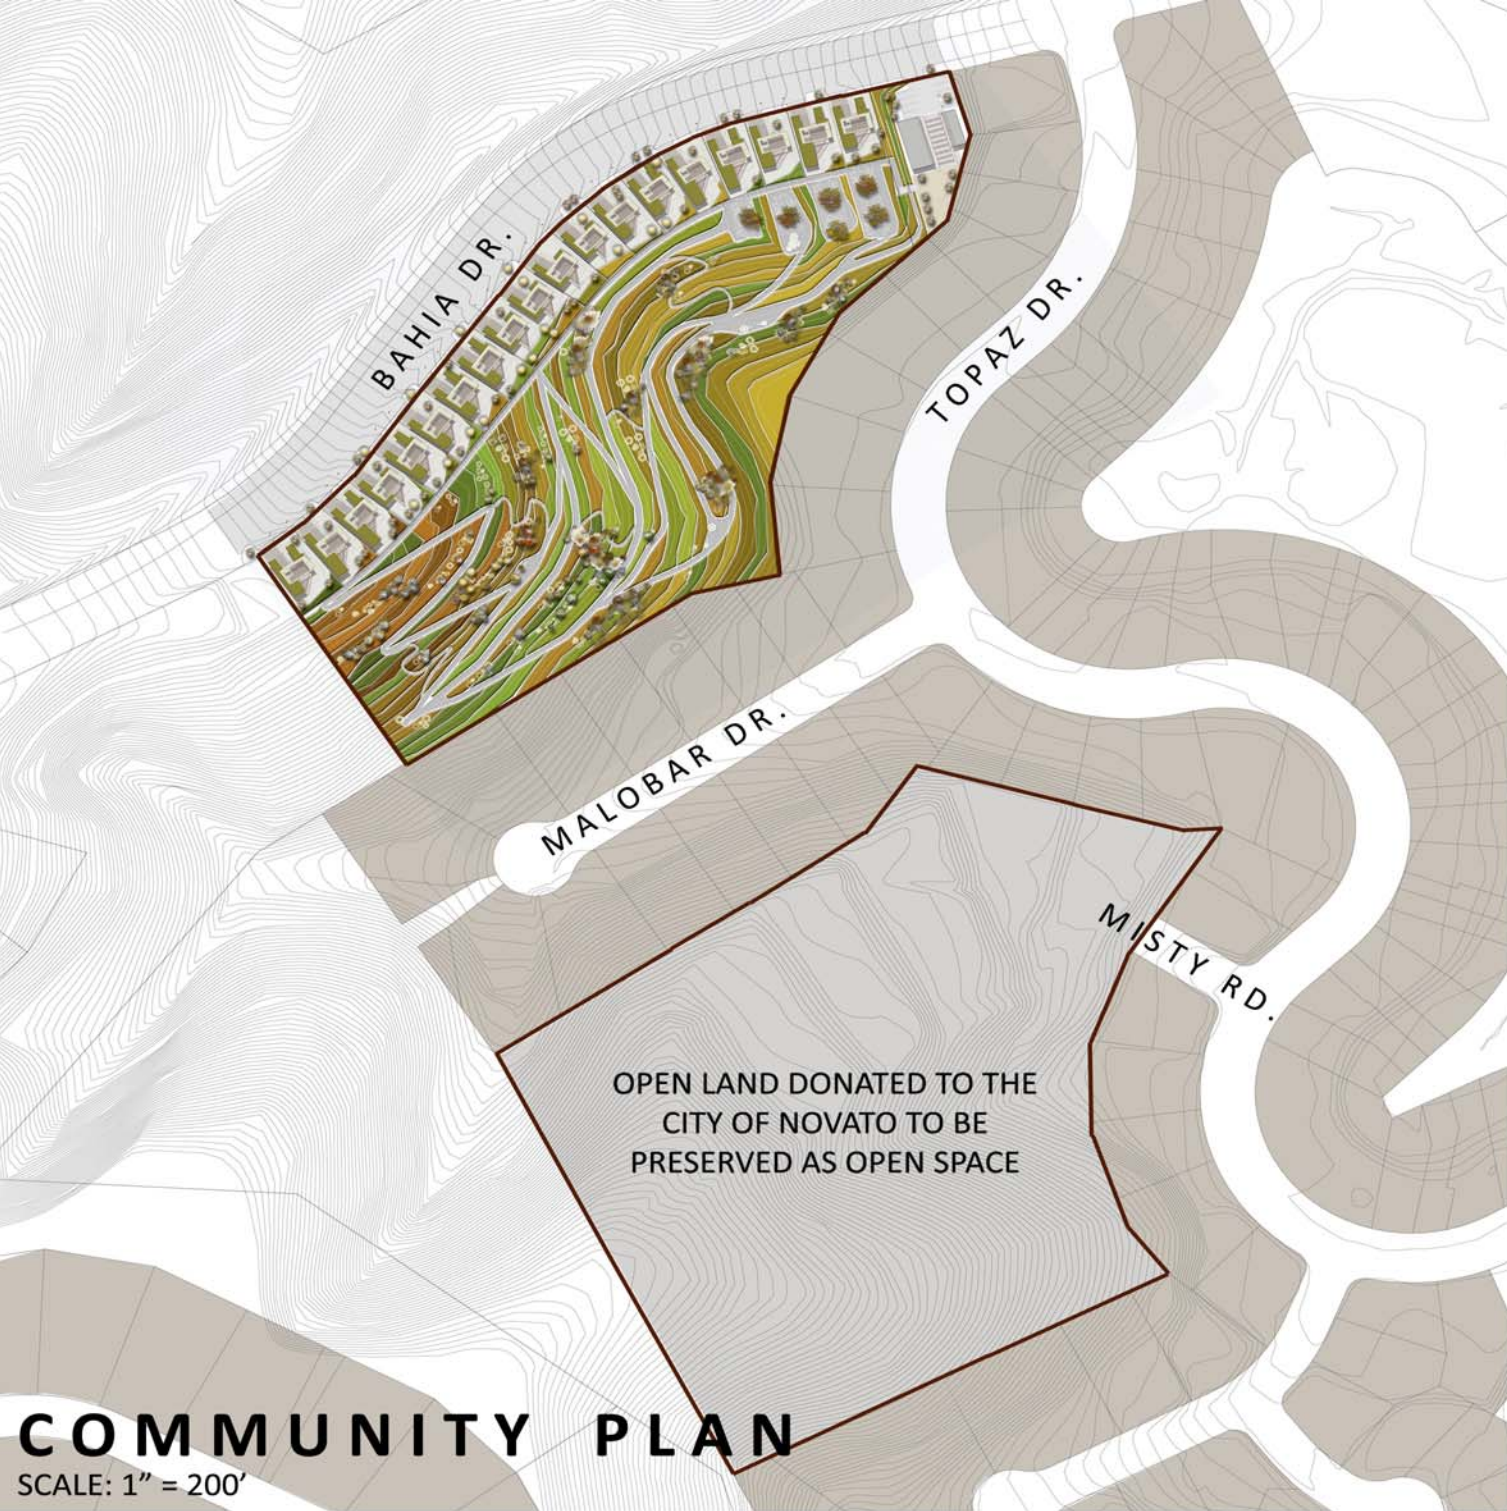 BAHIA DR.
TOPAZ DR.
MALOBAR DR.
MISTY RD.
OPEN LAND DONATED TO THE
CITY OF NOVATO TO BE
PRESERVED AS OPEN SPACE
COMMUNITY PLAN
SCALE: 1” = 200’